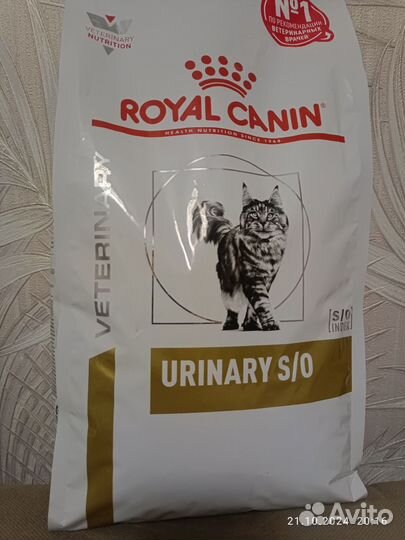 №1
ПО РЕКОМЕНДАЦИИ
ВЕТЕРИНАРНЫХ
ВРАЧЕЙ
VETERINARY
NUTRITION
ROYAL CANIN
HEALTH NUTRITION SINCE 1968
VETERINARY
S/O
INDEX
URINARY S/O
21.10.2024 20:16
Avito